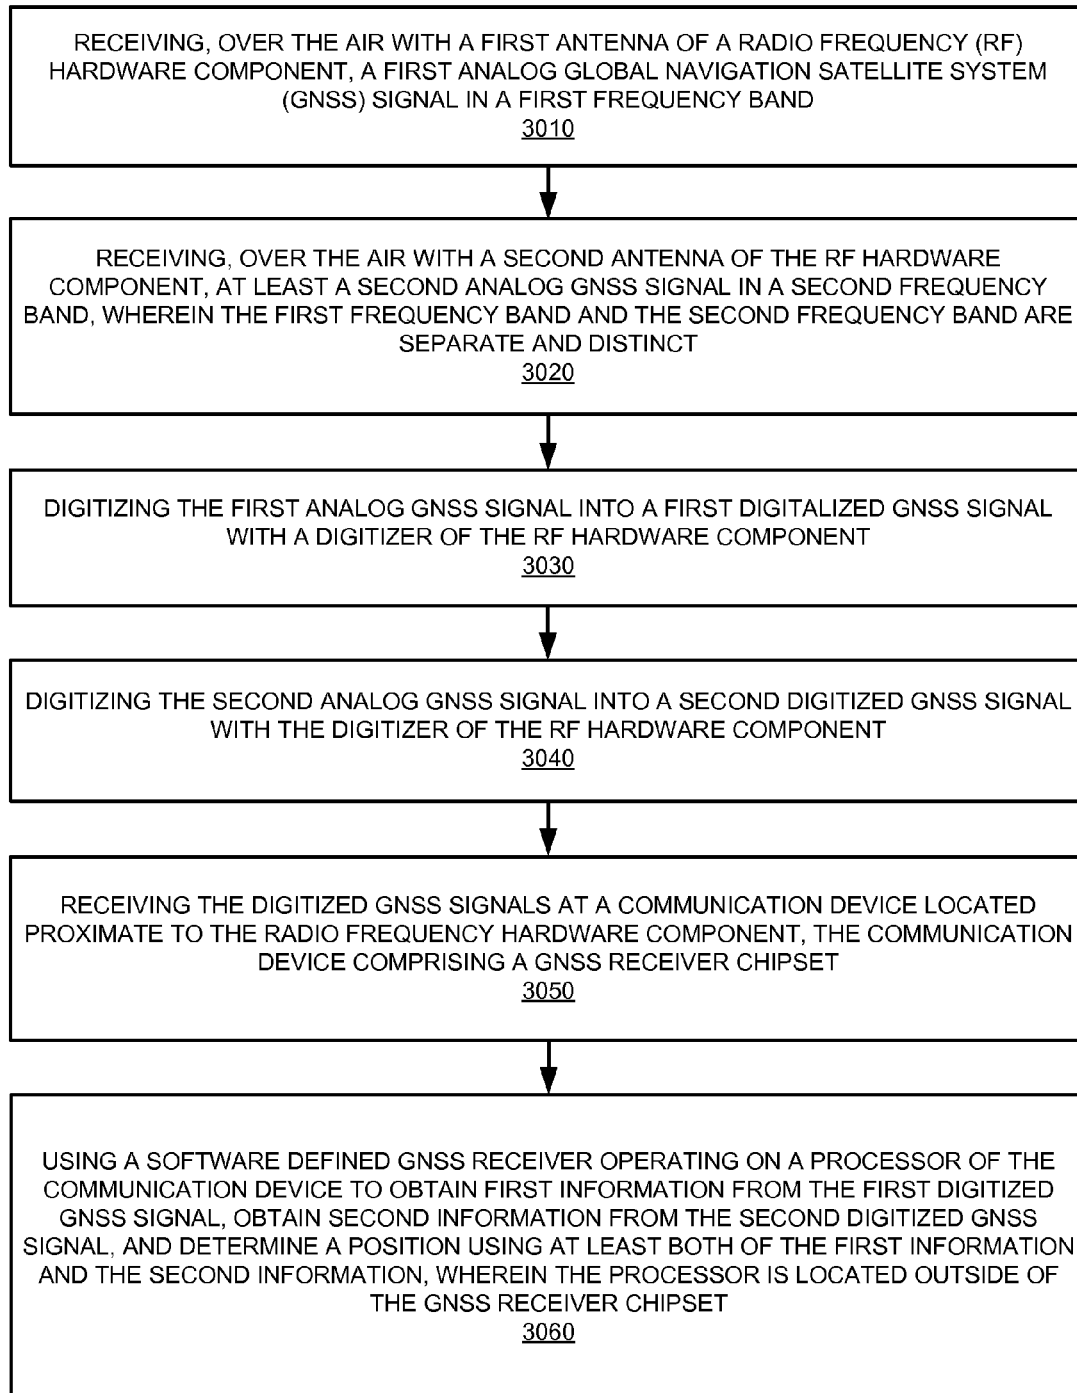 RECEIVING, OVER THE AIR WITH A FIRST ANTENNA OF A RADIO FREQUENCY (RF)
HARDWARE COMPONENT, A FIRST ANALOG GLOBAL NAVIGATION SATELLITE SYSTEM
(GNSS) SIGNAL IN A FIRST FREQUENCY BAND
3010
RECEIVING, OVER THE AIR WITH A SECOND ANTENNA OF THE RF HARDWARE
COMPONENT, AT LEAST A SECOND ANALOG GNSS SIGNAL IN A SECOND FREQUENCY
BAND, WHEREIN THE FIRST FREQUENCY BAND AND THE SECOND FREQUENCY BAND ARE
SEPARATE AND DISTINCT
3020
DIGITIZING THE FIRST ANALOG GNSS SIGNAL INTO A FIRST DIGITALIZED GNSS SIGNAL
WITH A DIGITIZER OF THE RF HARDWARE COMPONENT
3030
DIGITIZING THE SECOND ANALOG GNSS SIGNAL INTO A SECOND DIGITIZED GNSS SIGNAL
WITH THE DIGITIZER OF THE RF HARDWARE COMPONENT
3040
RECEIVING THE DIGITIZED GNSS SIGNALS AT A COMMUNICATION DEVICE LOCATED
PROXIMATE TO THE RADIO FREQUENCY HARDWARE COMPONENT, THE COMMUNICATION
DEVICE COMPRISING A GNSS RECEIVER CHIPSET
3050
USING A SOFTWARE DEFINED GNSS RECEIVER OPERATING ON A PROCESSOR OF THE
COMMUNICATION DEVICE TO OBTAIN FIRST INFORMATION FROM THE FIRST DIGITIZED
GNSS SIGNAL, OBTAIN SECOND INFORMATION FROM THE SECOND DIGITIZED GNSS
SIGNAL, AND DETERMINE A POSITION USING AT LEAST BOTH OF THE FIRST INFORMATION
AND THE SECOND INFORMATION, WHEREIN THE PROCESSOR IS LOCATED OUTSIDE OF
THE GNSS RECEIVER CHIPSET
3060